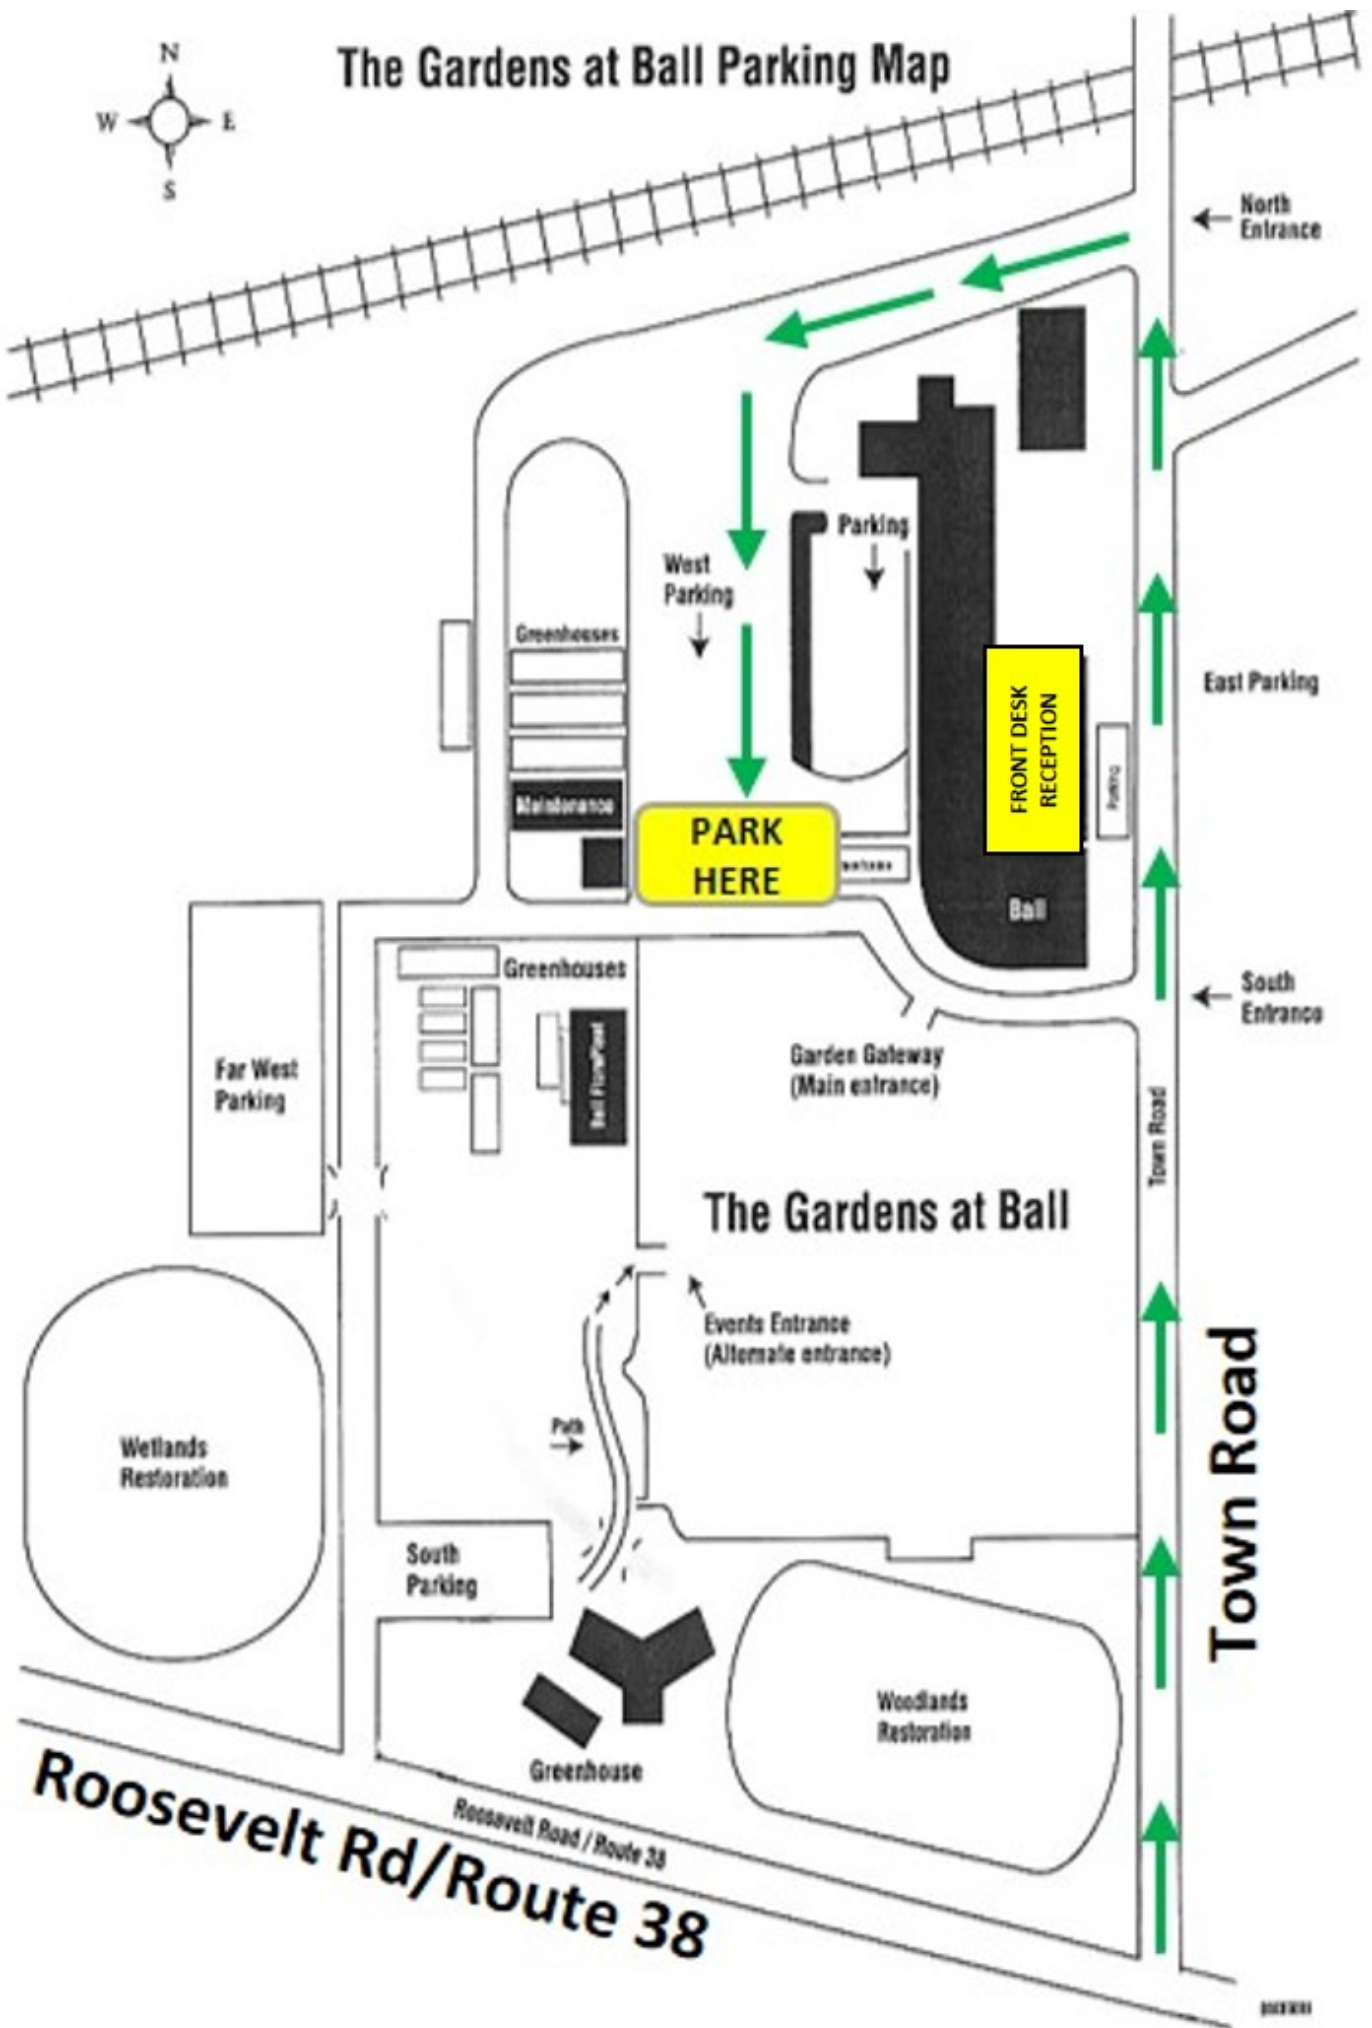 The Gardens at Ball Parking Map
N
W
E
S
North
Entrance
Parking
West
Parking
Greenhouses
East Parking
FRONT DESK
RECEPTION
Parking
Maintenance
PARK
HERE
Ball
Greenhouses
South
Entrance
Far West
Parking
Garden Gateway
(Main entrance)
Town Road
The Gardens at Ball
Events Entrance
(Alternate entrance)
Path
Wetlands
Restoration
Town Road
South
Parking
Woodlands
Restoration
Greenhouse
Roosevelt Road / Route 38
Roosevelt Rd/Route 38